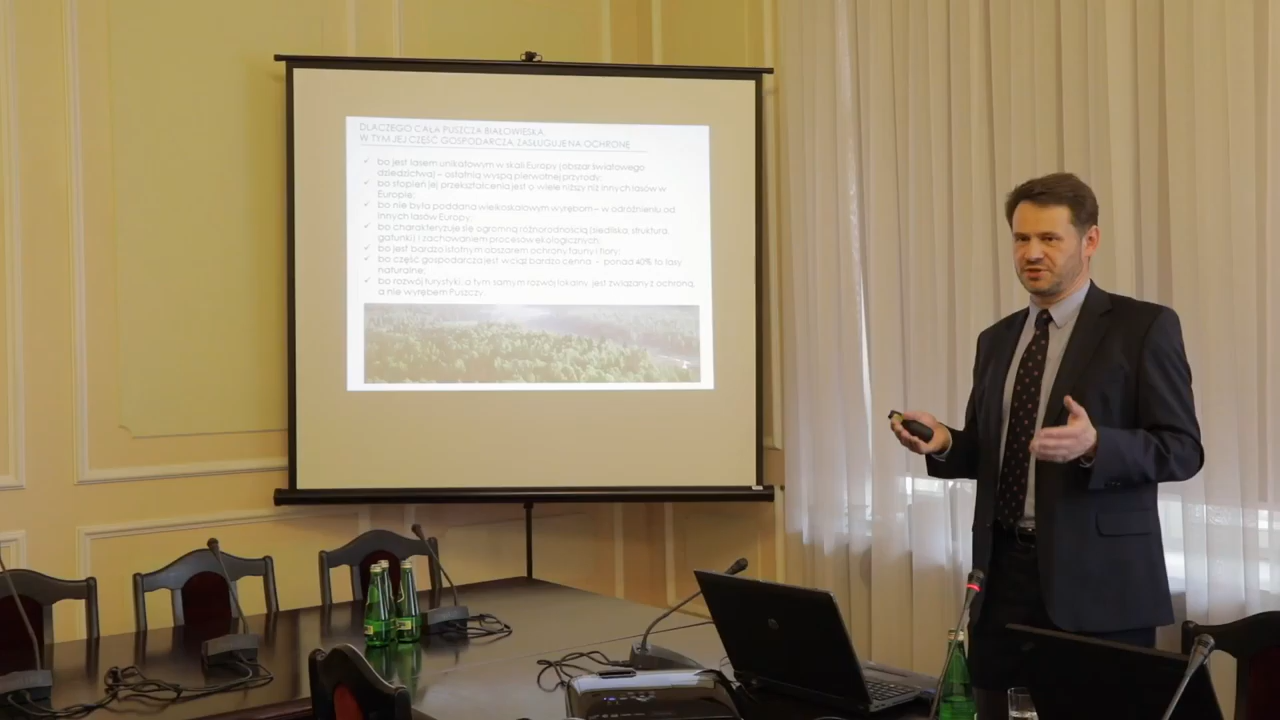 DLACZEGO CAŁA PUSZCZA BIAŁOWIESKA,
W TYM JEJ CZĘŚĆ GOSPODARCZA, ZASŁUGUJE NA OCHRONĘ
✓ bo jest lasem unikatowym w skali Europy (obszar światowego
dziedzictwa) – ostatnią wyspą pierwotnej przyrody;
✓ bo stopień jej przekształcenia jest o wiele niższy niż innych lasów w
Europie;
✓ bo nie była poddana wielkoskalowym wyrębom – w odróżnieniu od
innych lasów Europy;
✓ bo charakteryzuje się ogromną różnorodnością (siedliska, struktura,
gatunki) i zachowaniem procesów ekologicznych;
✓ bo jest bardzo istotnym obszarem ochrony fauny i flory;
✓ bo część gospodarcza jest wciąż bardzo cenna – ponad 40% to lasy
naturalne;
✓ bo rozwój turystyki, a tym samym rozwój lokalny, jest związany z ochroną,
a nie wyrębem Puszczy